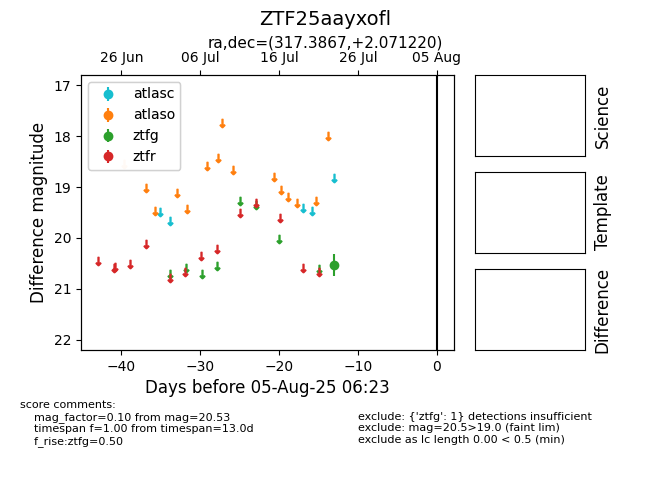 ZTF25aayxofl
ra,dec=(317.3867,+2.071220)
26 Jun 06 Jul 16 Jul 26 Jul 05 Aug
17
18
19
20
21
22
Difference magnitude
atlasc
atlaso
ztfg
ztfr
−40 −30 −20 −10 0
Days before 05-Aug-25 06:23
Science
Template
Difference
score comments:
mag_factor=0.10 from mag=20.53
timespan f=1.00 from timespan=13.0d
f_rise:ztfg=0.50
exclude: {'ztfg': 1} detections insufficient
exclude: mag=20.5>19.0 (faint lim)
exclude as lc length 0.00 < 0.5 (min)